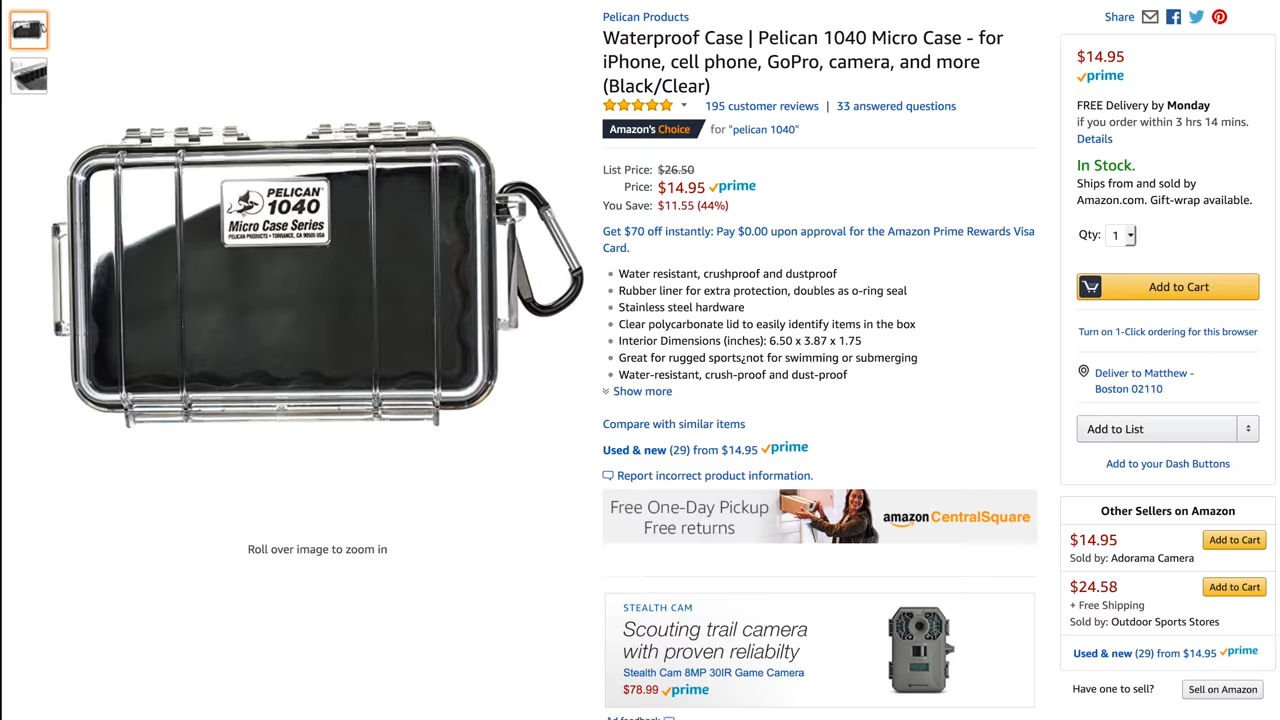 PELICAN
1040
Micro Case Series
PELICAN PRODUCTS • TORRANCE, CA 90505 USA
Roll over image to zoom in
Pelican Products
Waterproof Case | Pelican 1040 Micro Case - for
iPhone, cell phone, GoPro, camera, and more
(Black/Clear)
195 customer reviews | 33 answered questions
Amazon's Choice for "pelican 1040"
List Price: $26.50
Price: $14.95 prime
You Save: $11.55 (44%)
Get $70 off instantly: Pay $0.00 upon approval for the Amazon Prime Rewards Visa
Card.
Water resistant, crushproof and dustproof
Rubber liner for extra protection, doubles as o-ring seal
Stainless steel hardware
Clear polycarbonate lid to easily identify items in the box
Interior Dimensions (inches): 6.50 x 3.87 x 1.75
Great for rugged sports¿not for swimming or submerging
Water-resistant, crush-proof and dust-proof
Show more
Compare with similar items
Used & new (29) from $14.95 prime
Report incorrect product information.
Free One-Day Pickup
Free returns
amazon CentralSquare
STEALTH CAM
Scouting trail camera
with proven reliabilty
Stealth Cam 8MP 30IR Game Camera
$78.99 prime
Ad feedback
Share
$14.95
prime
FREE Delivery by Monday
if you order within 3 hrs 14 mins.
Details
In Stock.
Ships from and sold by
Amazon.com. Gift-wrap available.
Qty: 1
Add to Cart
Turn on 1-Click ordering for this browser
Deliver to Matthew -
Boston 02110
Add to List
Add to your Dash Buttons
Other Sellers on Amazon
$14.95 Add to Cart
Sold by: Adorama Camera
$24.58 Add to Cart
+ Free Shipping
Sold by: Outdoor Sports Stores
Used & new (29) from $14.95 prime
Have one to sell? Sell on Amazon